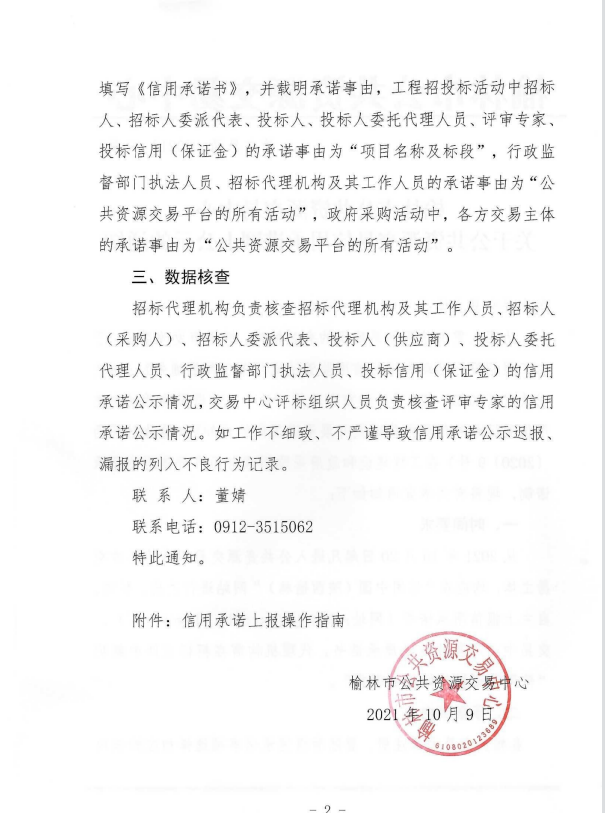 填写《信用承诺书》，并载明承诺事由，工程招投标活动中招标
人、招标人委派代表、投标人、投标人委托代理人员、评审专家、
投标信用（保证金）的承诺事由为“项目名称及标段”，行政监
督部门执法人员、招标代理机构及其工作人员的承诺事由为“公
共资源交易平台的所有活动”，政府采购活动中，各方交易主体
的承诺事由为“公共资源交易平台的所有活动”。
三、数据核查
招标代理机构负责核查招标代理机构及其工作人员、招标人
（采购人）、招标人委派代表、投标人（供应商）、投标人委托
代理人员、行政监督部门执法人员、投标信用（保证金）的信用
承诺公示情况，交易中心评标组织人员负责核查评审专家的信用
承诺公示情况。如工作不细致、不严谨导致信用承诺公示迟报、
漏报的列入不良行为记录。
联 系 人：董婧
联系电话：0912-3515062
特此通知。
附件：信用承诺上报操作指南
榆林市公共资源交易中心
2021年10月9日
榆林市公共资源交易中心
6108020123689
- 2 -